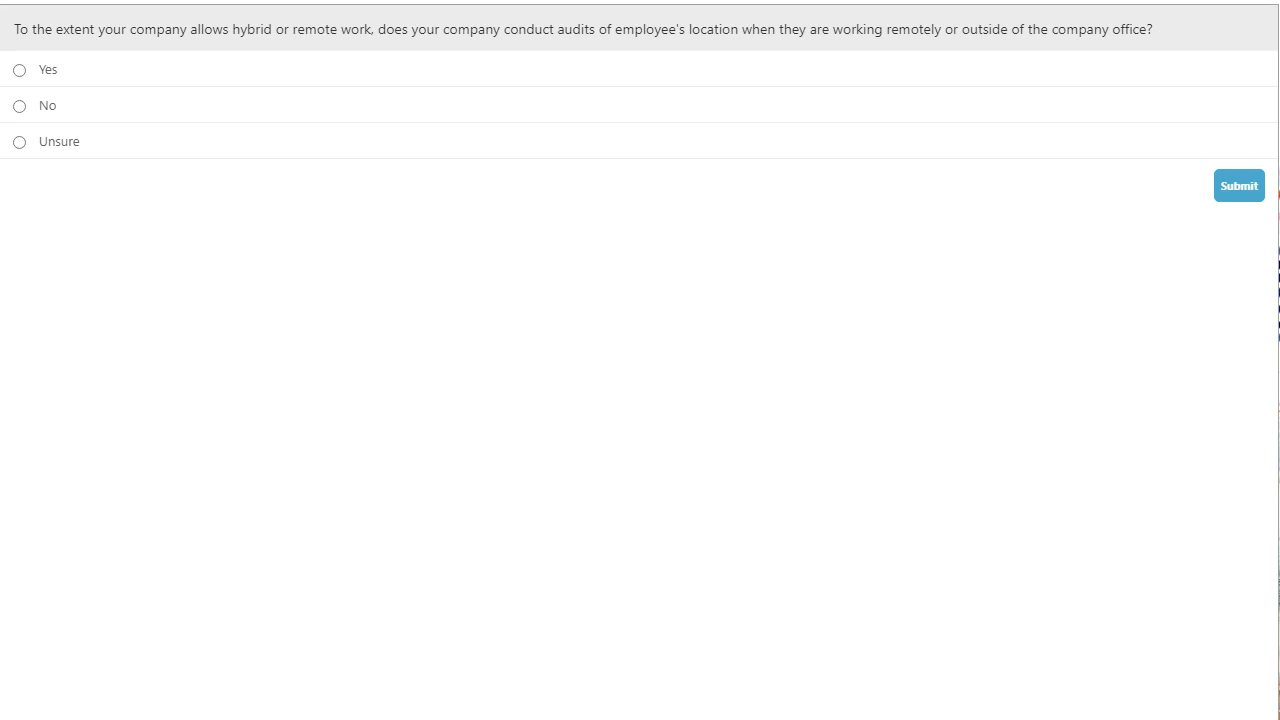 To the extent your company allows hybrid or remote work, does your company conduct audits of employee's location when they are working remotely or outside of the company office?
Yes
No
Unsure
Submit